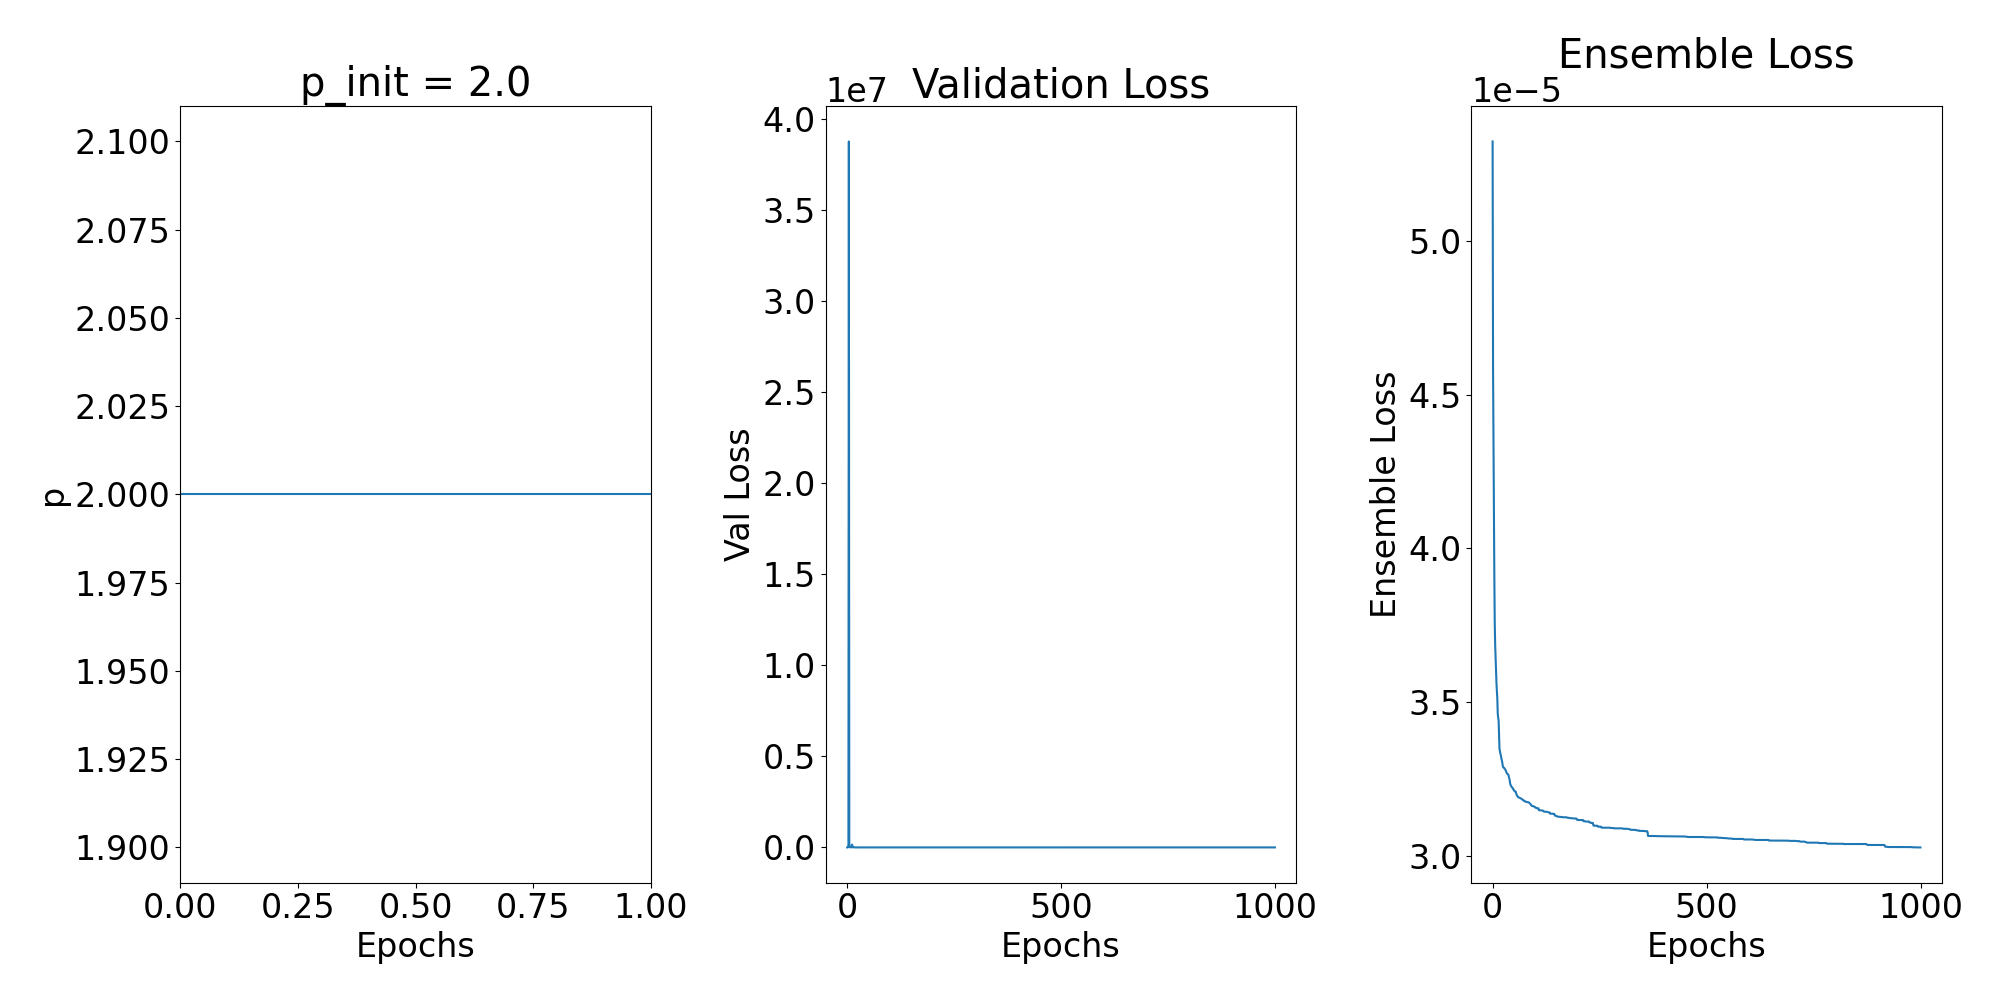 p_init = 2.0
2.100
2.075
2.050
2.025
2.000
1.975
1.950
1.925
1.900
p
0.00 0.25 0.50 0.75 1.00
Epochs
Validation Loss
1e7
4.0
3.5
3.0
2.5
2.0
1.5
1.0
0.5
0.0
Val Loss
0 500 1000
Epochs
Ensemble Loss
1e−5
5.0
4.5
4.0
3.5
3.0
Ensemble Loss
0 500 1000
Epochs